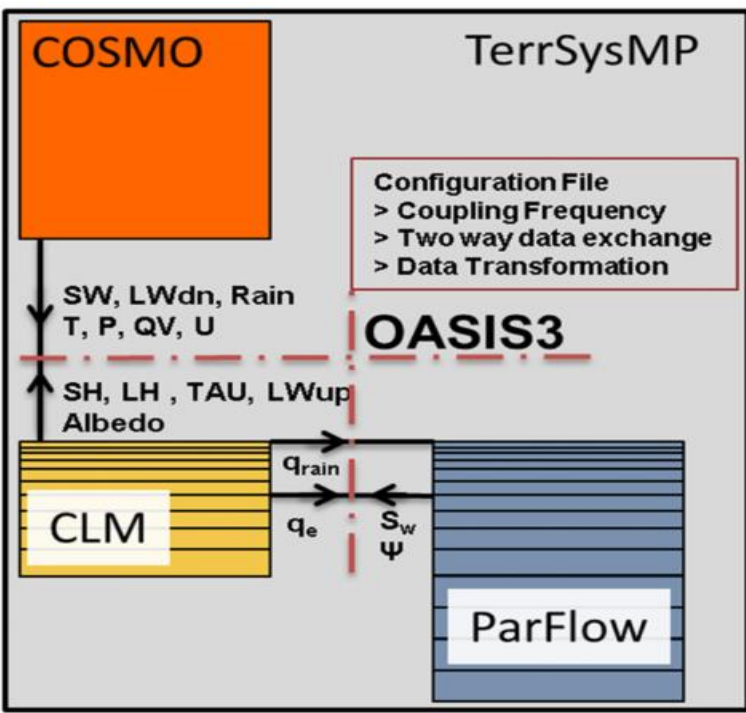 COSMO
TerrSysMP
Configuration File
> Coupling Frequency
> Two way data exchange
> Data Transformation
SW, LWdn, Rain
T, P, QV, U
OASIS3
SH, LH , TAU, LWup
Albedo
qrain
qe
Sw
Ψ
CLM
ParFlow